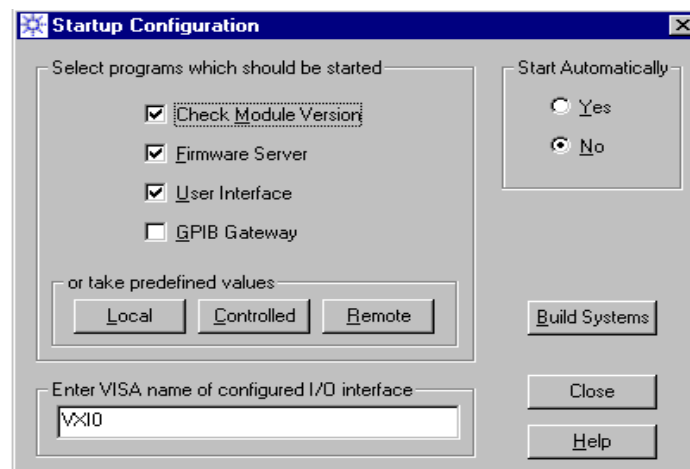 Startup Configuration
Select programs which should be started
Check Module Version
Firmware Server
User Interface
GPIB Gateway
or take predefined values
Local
Controlled
Remote
Start Automatically
Yes
No
Build Systems
Enter VISA name of configured I/O interface
VXI0
Close
Help